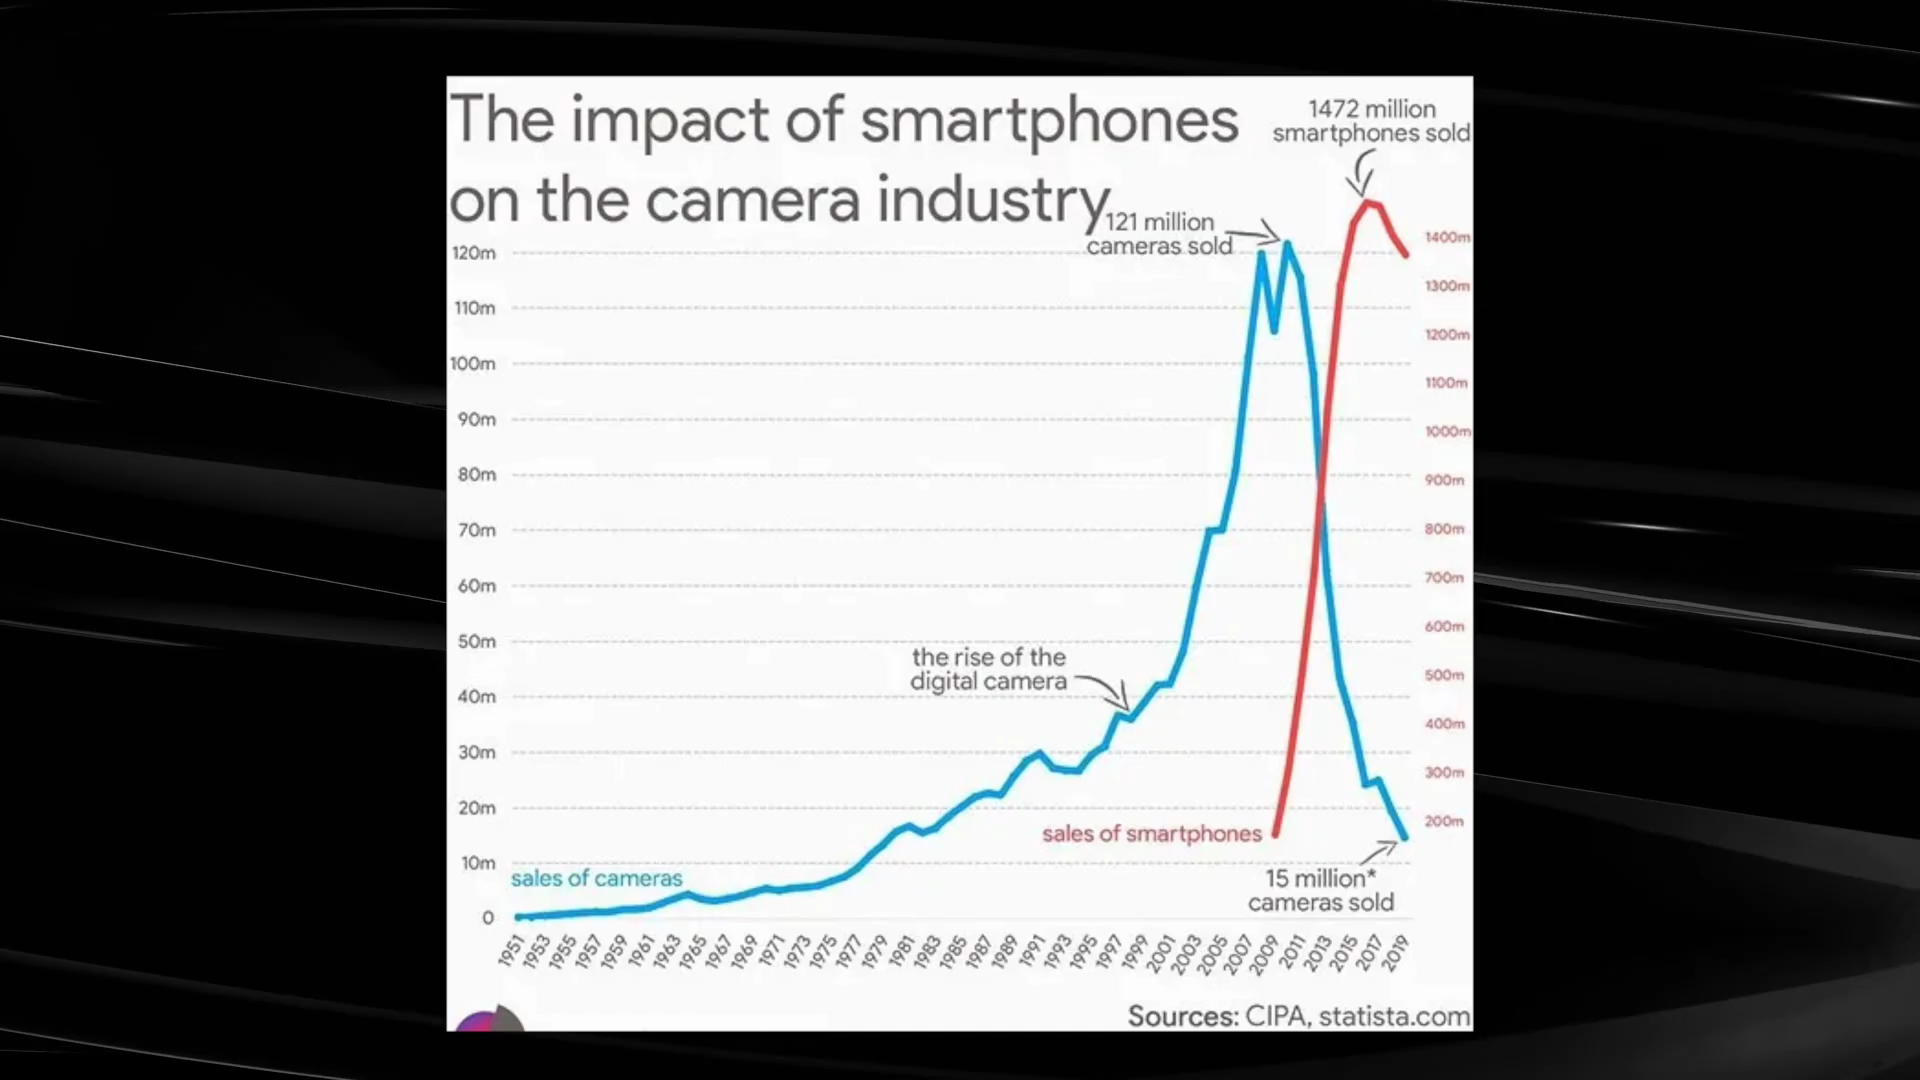 The impact of smartphones
on the camera industry
1472 million
smartphones sold
121 million
cameras sold
120m
110m
100m
90m
80m
70m
60m
50m
40m
30m
20m
10m
0
1400m
1300m
1200m
1100m
1000m
900m
800m
700m
600m
500m
400m
300m
200m
the rise of the
digital camera
sales of smartphones
sales of cameras
15 million*
cameras sold
1951 1953 1955 1957 1959 1961 1963 1965 1967 1969 1971 1973 1975 1977 1979 1981 1983 1985 1987 1989 1991 1993 1995 1997 1999 2001 2003 2005 2007 2009 2011 2013 2015 2017 2019
Sources: CIPA, statista.com